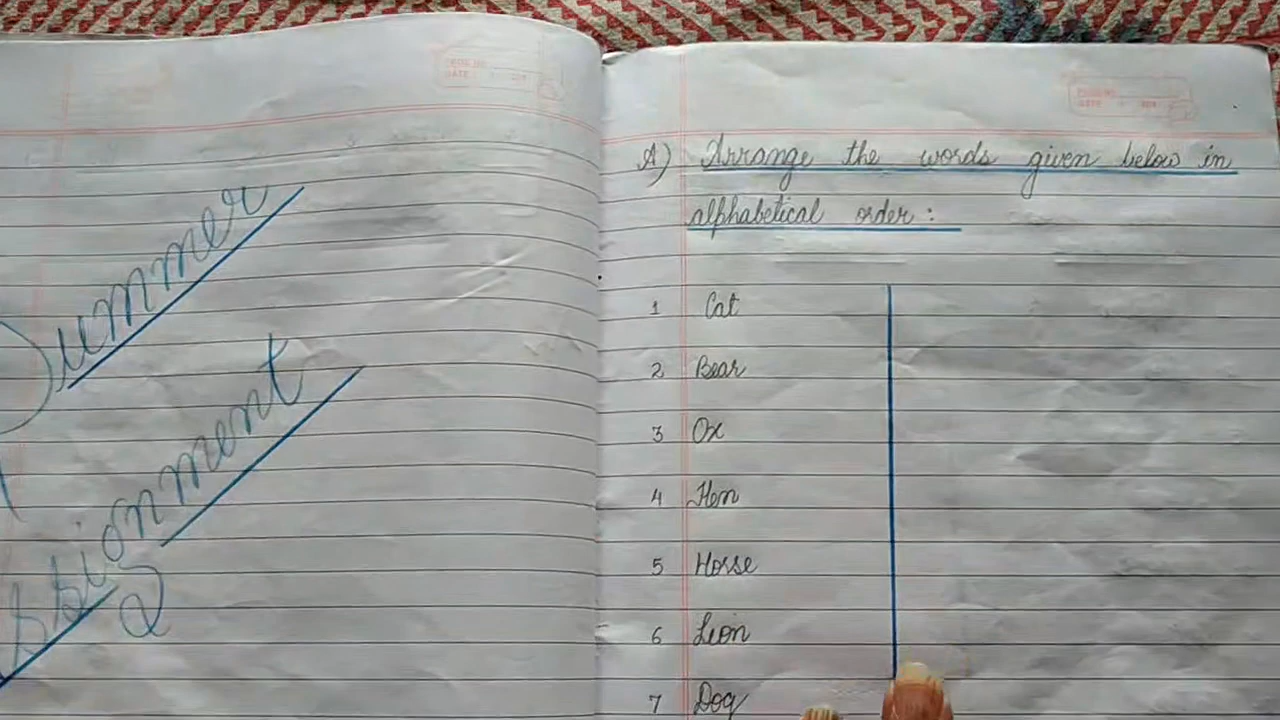 Summer
Assignment
A) Arrange the words given below in
alphabetical order:
1 Cat
2 Bear
3 Ox
4 Hen
5 Horse
6 Lion
7 Dog